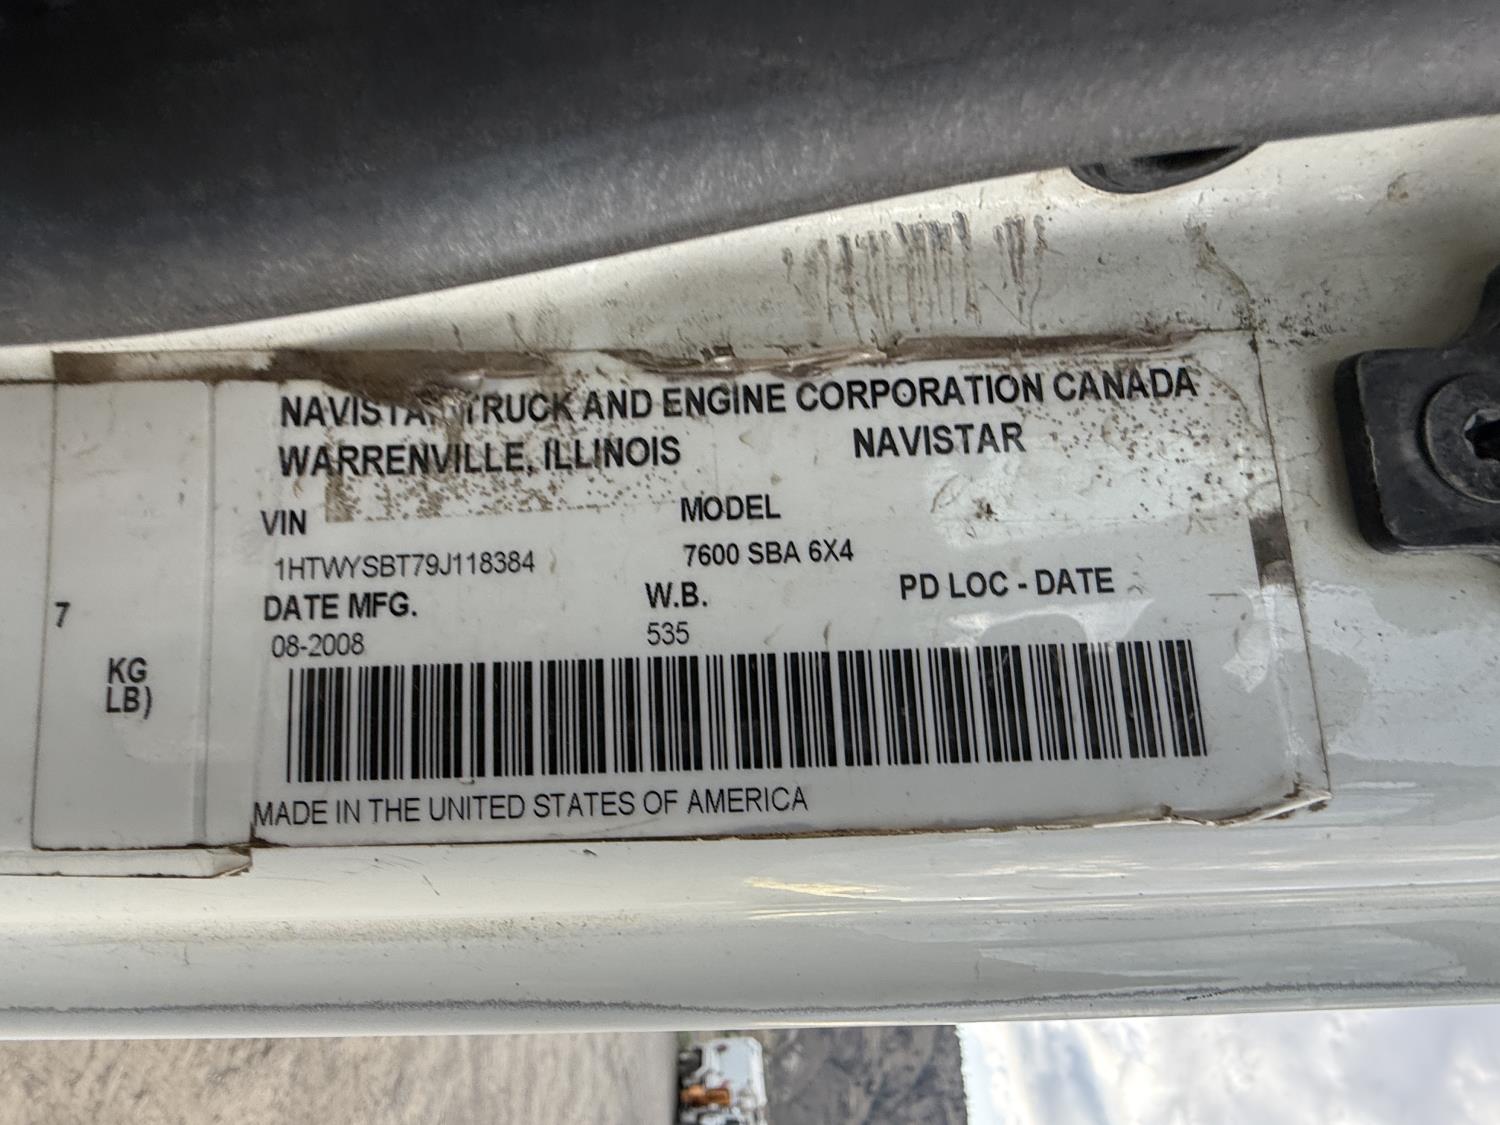 NAVISTAR TRUCK AND ENGINE CORPORATION CANADA
WARRENVILLE, ILLINOIS NAVISTAR
VIN MODEL
1HTWYSBT79J118384 7600 SBA 6X4
DATE MFG. W.B. PD LOC - DATE
08-2008 535
7
KG
LB)
MADE IN THE UNITED STATES OF AMERICA